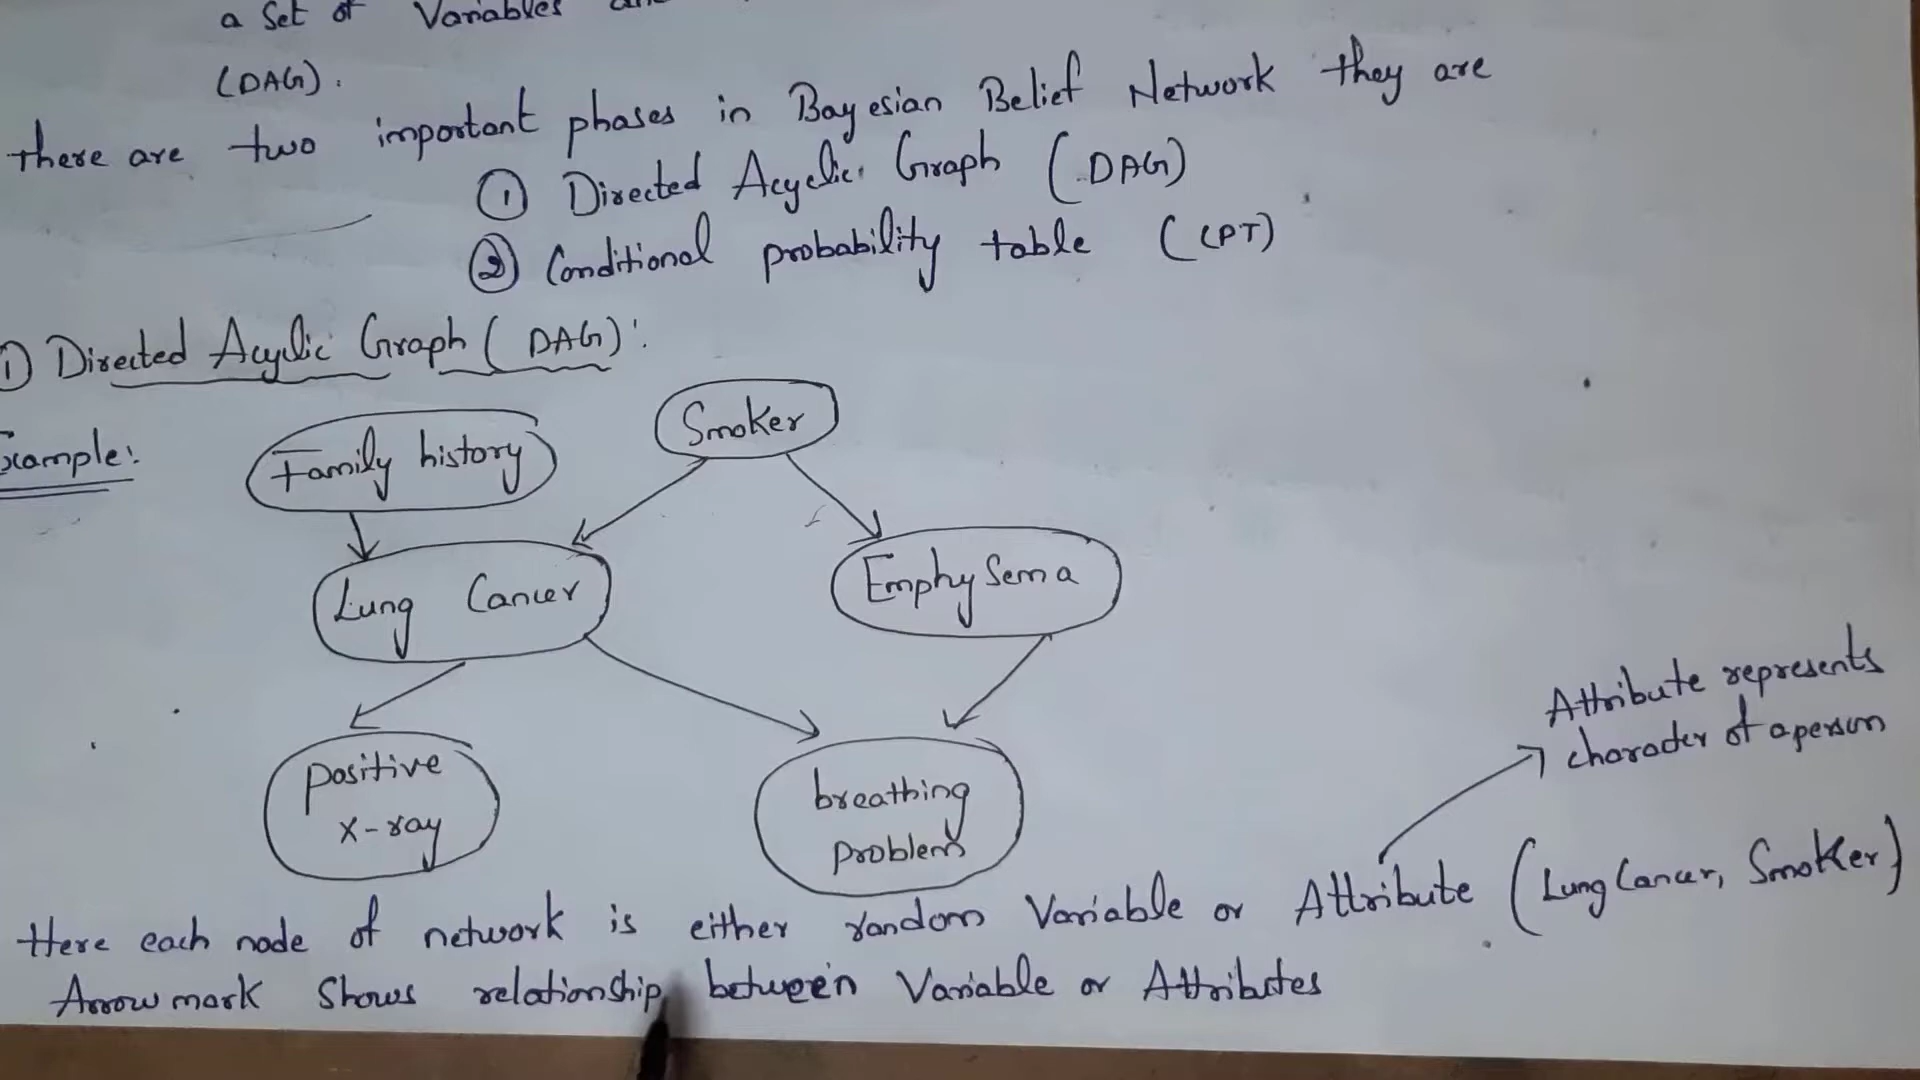 a set of Variables
(DAG).
there are two important phases in Bayesian Belief Network they are
① Directed Acyclic Graph (DAG)
② Conditional probability table (CPT)
1) Directed Acyclic Graph (DAG):
Example:
Family history
Smoker
Lung Cancer
Emphysema
positive
x-ray
breathing
problem
Attribute represents
character of a person
Here each node of network is either random Variable or Attribute (Lung Cancer, Smoker)
Arrow mark Shows relationship between Variable or Attributes